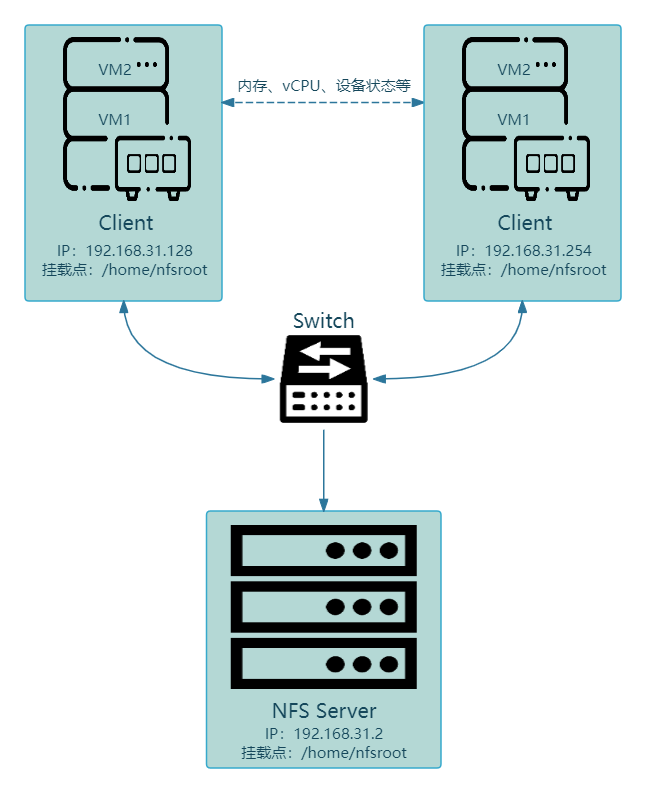 VM2
VM1
Client
IP：192.168.31.128
挂载点：/home/nfsroot
内存、vCPU、设备状态等
VM2
VM1
Client
IP：192.168.31.254
挂载点：/home/nfsroot
Switch
NFS Server
IP：192.168.31.2
挂载点：/home/nfsroot